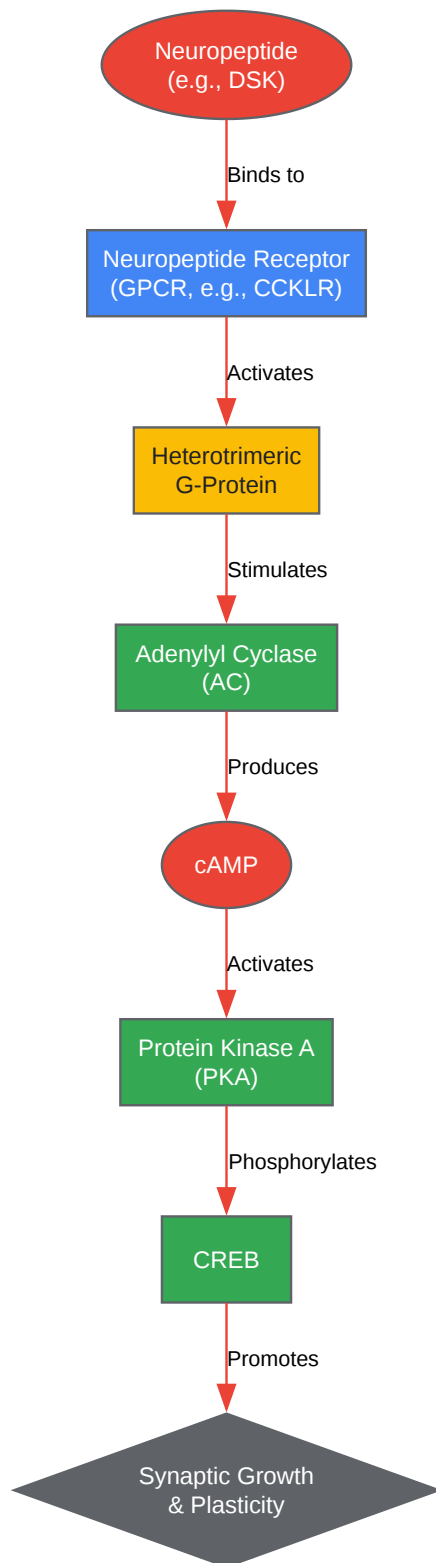 Neuropeptide
(e.g., DSK)
Binds to
Neuropeptide Receptor
(GPCR, e.g., CCKLR)
Activates
Heterotrimeric
G-Protein
Stimulates
Adenylyl Cyclase
(AC)
Produces
cAMP
Activates
Protein Kinase A
(PKA)
Phosphorylates
CREB
Promotes
Synaptic Growth
& Plasticity